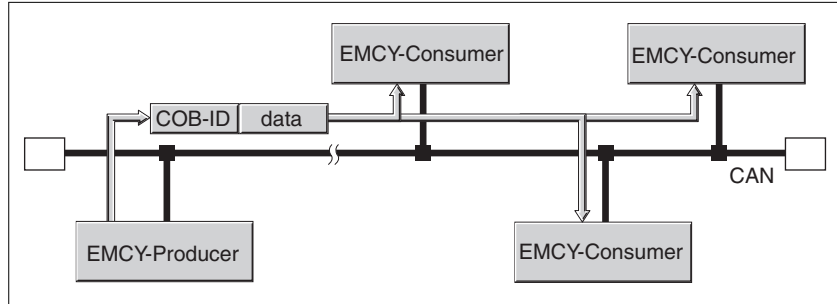 EMCY-Consumer
EMCY-Consumer
COB-ID data
CAN
EMCY-Producer
EMCY-Consumer